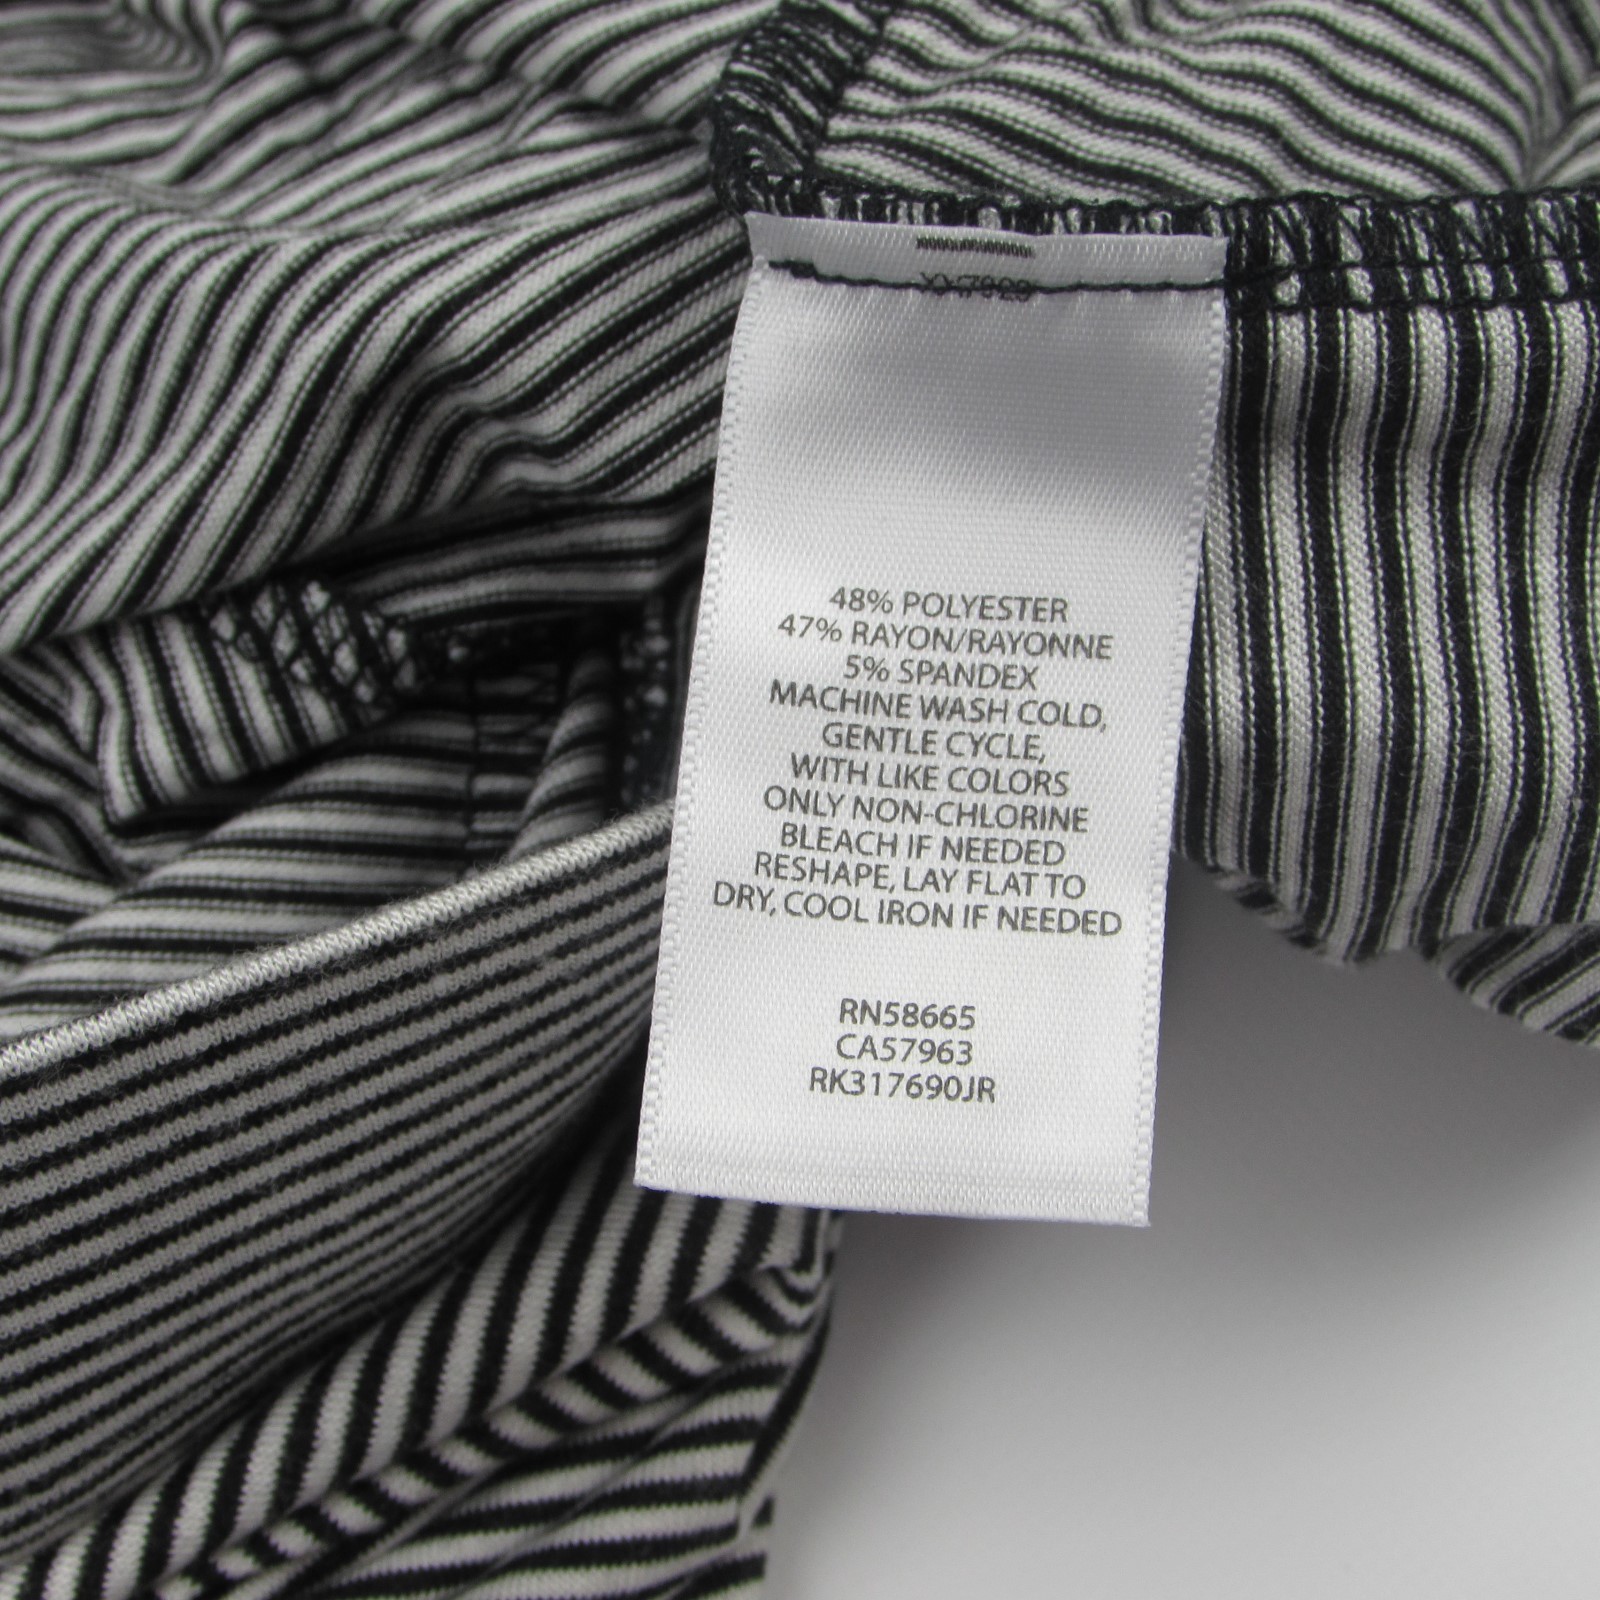 48% POLYESTER
47% RAYON/RAYONNE
5% SPANDEX
MACHINE WASH COLD,
GENTLE CYCLE,
WITH LIKE COLORS
ONLY NON-CHLORINE
BLEACH IF NEEDED
RESHAPE, LAY FLAT TO
DRY, COOL IRON IF NEEDED
RN58665
CA57963
RK317690JR